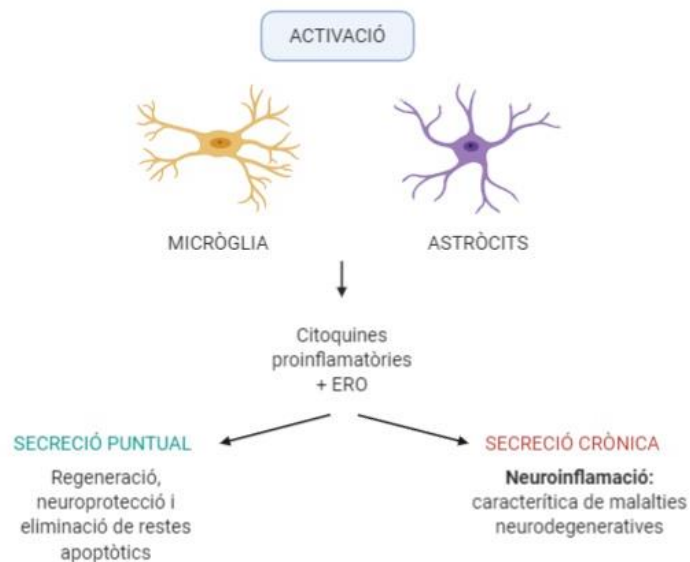 ACTIVACIÓ
MICRÒGLIA
ASTRÒCITS
Citoquines
proinflamatòries
+ ERO
SECRECIÓ PUNTUAL
Regeneració,
neuroprotecció i
eliminació de restes
apoptòtics
SECRECIÓ CRÒNICA
Neuroinflamació:
caracterítica de malalties
neurodegeneratives